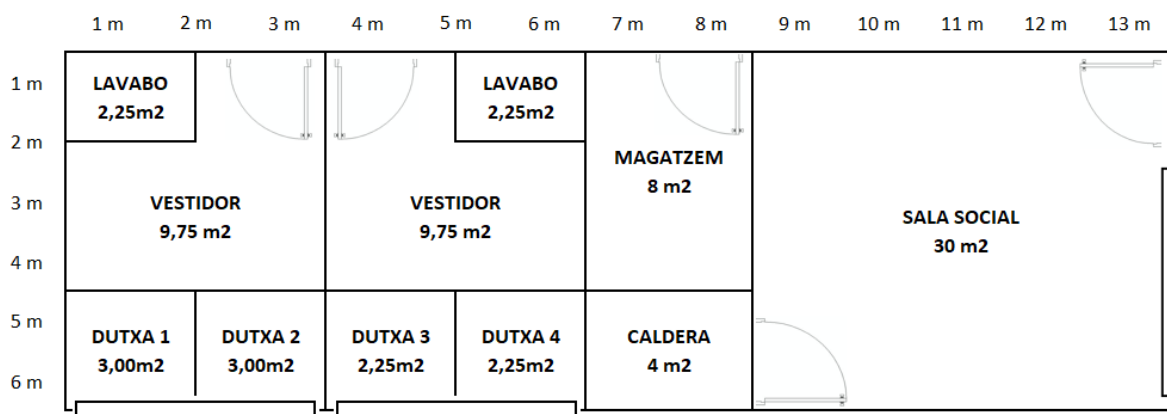 1 m 2 m 3 m 4 m 5 m 6 m 7 m 8 m 9 m 10 m 11 m 12 m 13 m
1 m
2 m
3 m
4 m
5 m
6 m
LAVABO
2,25m2
LAVABO
2,25m2
MAGATZEM
8 m2
VESTIDOR
9,75 m2
VESTIDOR
9,75 m2
SALA SOCIAL
30 m2
DUTXA 1
3,00m2
DUTXA 2
3,00m2
DUTXA 3
2,25m2
DUTXA 4
2,25m2
CALDERA
4 m2